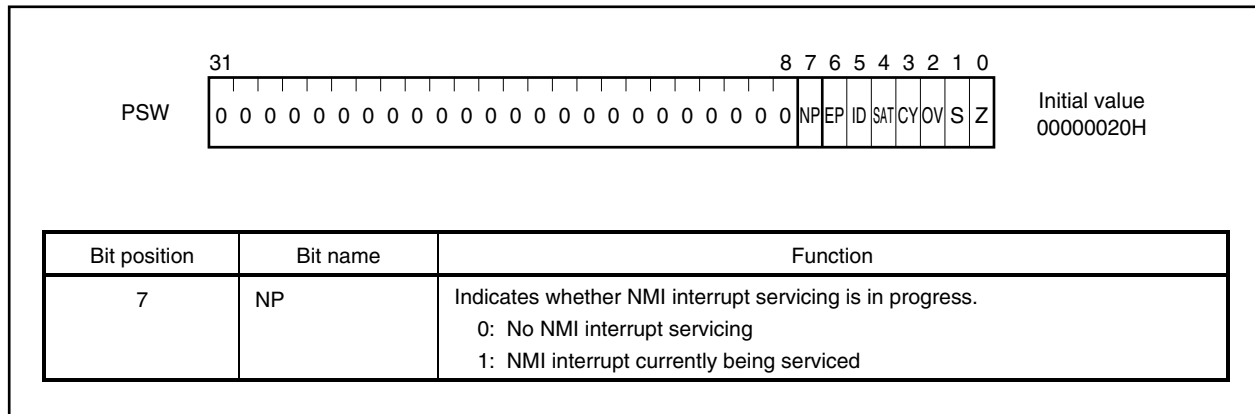 31 8 7 6 5 4 3 2 1 0
PSW 0 0 0 0 0 0 0 0 0 0 0 0 0 0 0 0 0 0 0 0 0 0 0 0 NP EP ID SAT CY OV S Z Initial value
00000020H
Bit position Bit name Function
7 NP Indicates whether NMI interrupt servicing is in progress.
0: No NMI interrupt servicing
1: NMI interrupt currently being serviced